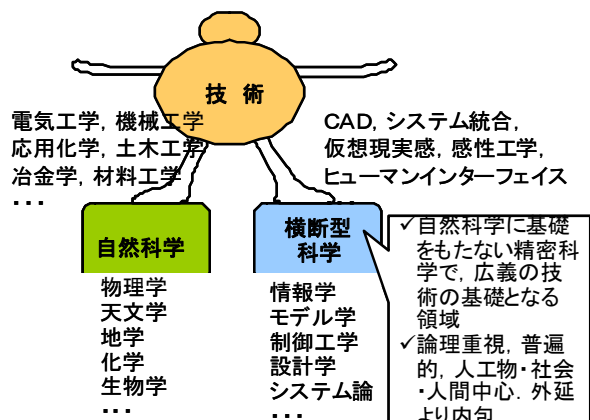 技 術
電気工学, 機械工学
応用化学, 土木工学
冶金学, 材料工学
・・・
CAD, システム統合,
仮想現実感, 感性工学,
ヒューマンインターフェイス
・・・
自然科学
物理学
天文学
地学
化学
生物学
・・・
横断型
科学
情報学
モデル学
制御工学
設計学
システム論
・・・
✓自然科学に基礎
をもたない精密科
学で, 広義の技
術の基礎となる
領域
✓論理重視, 普遍
的, 人工物・社会
・人間中心. 外延
より内包